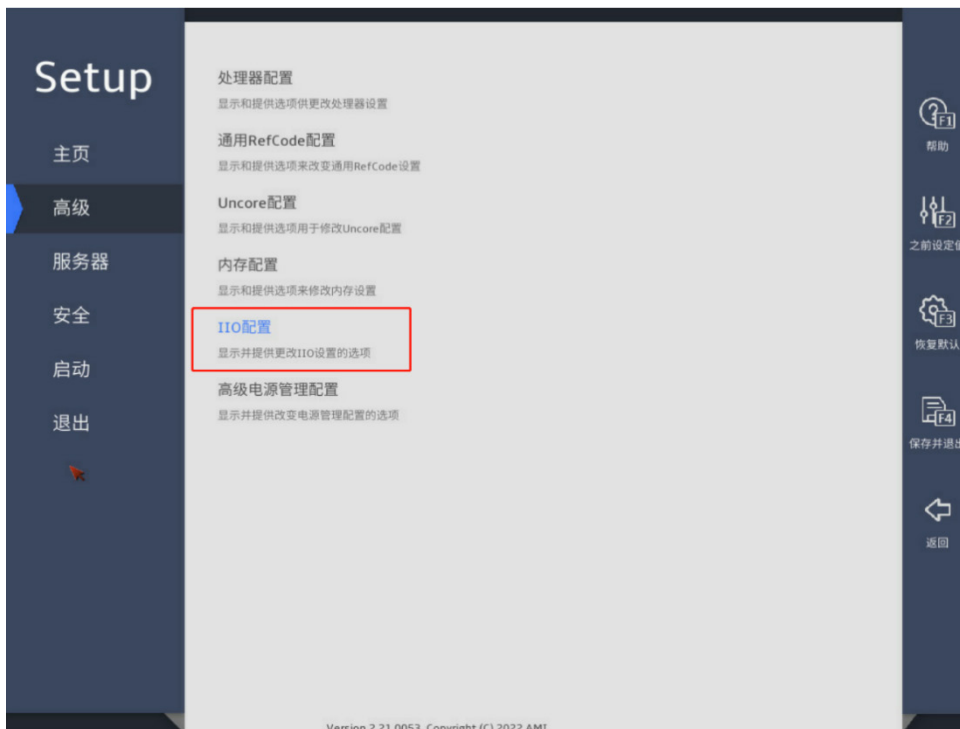 Setup
主页
高级
服务器
安全
启动
退出
处理器配置
显示和提供选项供更改处理器设置
通用RefCode配置
显示和提供选项来改变通用RefCode设置
Uncore配置
显示和提供选项用于修改Uncore配置
内存配置
显示和提供选项来修改内存设置
IIO配置
显示并提供更改IIO设置的选项
高级电源管理配置
显示并提供改变电源管理配置的选项
F1
帮助
F2
之前设定值
F3
恢复默认
F4
保存并退出
返回
Version 2.21.0053. Copyright (C) 2022 AMI